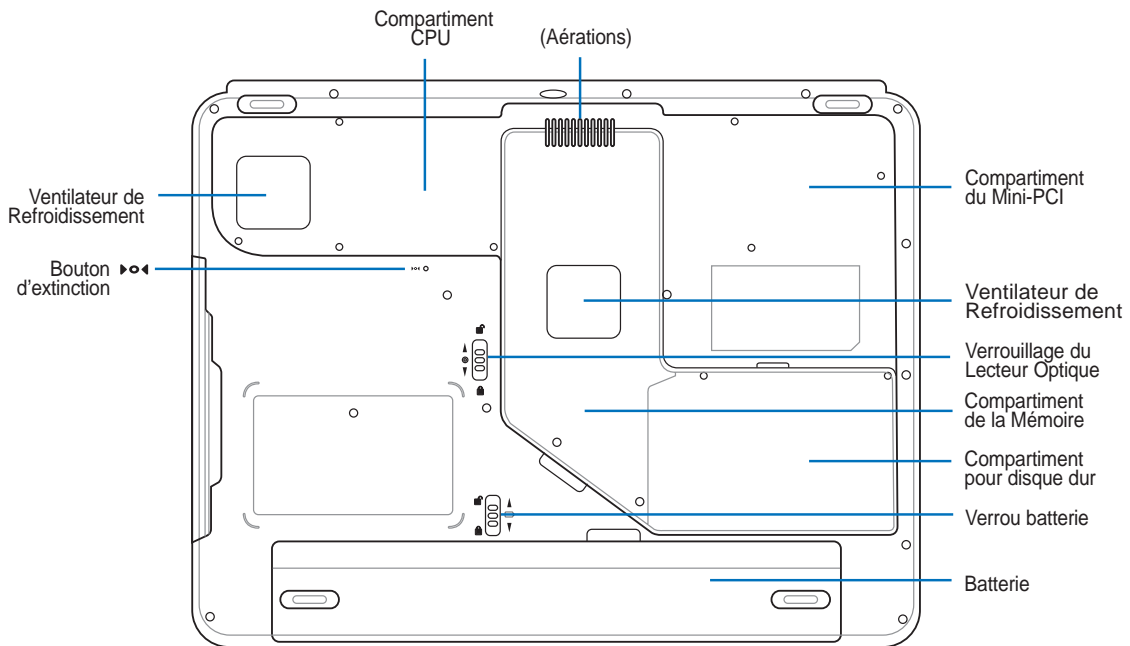 Compartiment
CPU
(Aérations)
Ventilateur de
Refroidissement
Bouton
d'extinction
Compartiment
du Mini-PCI
Ventilateur de
Refroidissement
Verrouillage du
Lecteur Optique
Compartiment
de la Mémoire
Compartiment
pour disque dur
Verrou batterie
Batterie